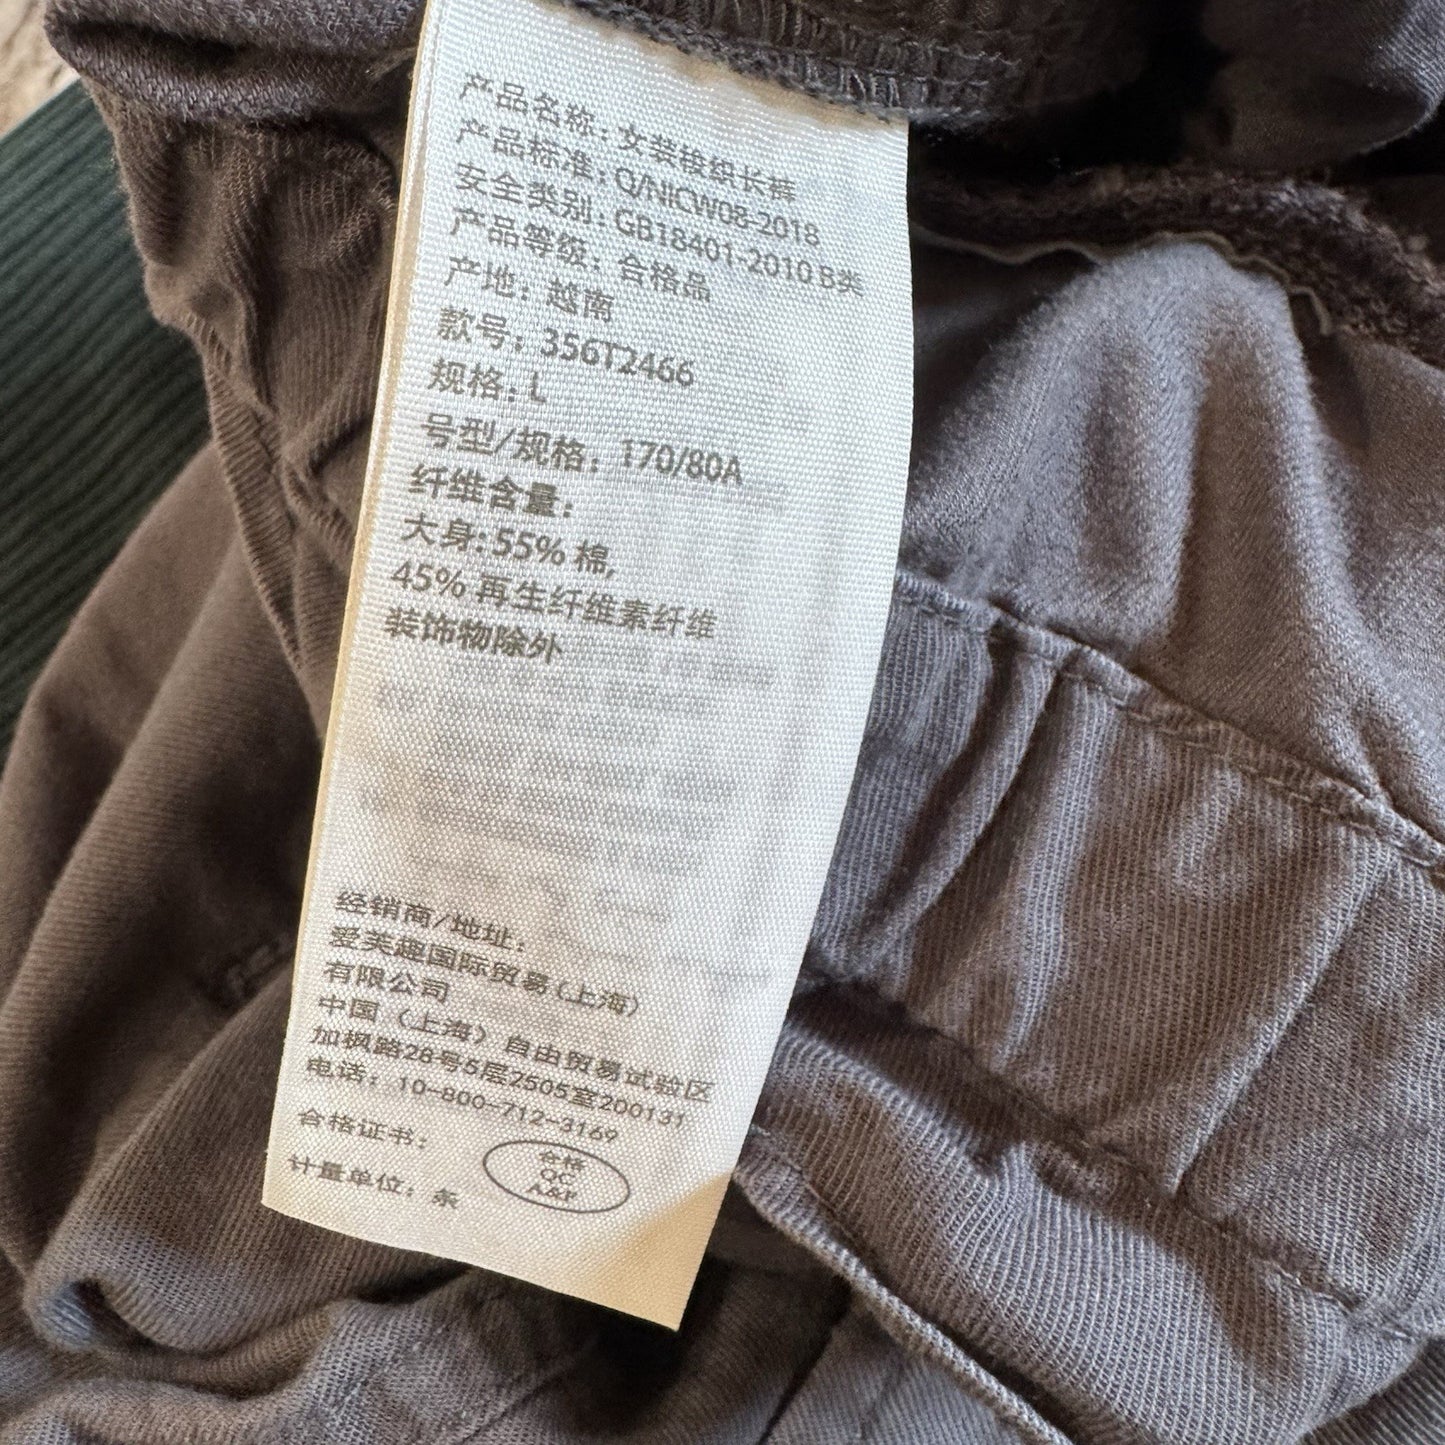 产品名称：女装梭织长裤
产品标准：Q/NICW08-2018
安全类别：GB18401-2010 B类
产品等级：合格品
产地：越南
款号：356T2466
规格：L
号型/规格：170/80A
纤维含量：
大身：55% 棉,
45% 再生纤维素纤维
装饰物除外
经销商/地址：
爱芙趣国际贸易(上海)
有限公司
中国（上海）自由贸易试验区
加枫路28号5层2505室200131
电话：10-800-712-3169
合格证书：
合格
QC
A&F
计量单位：条